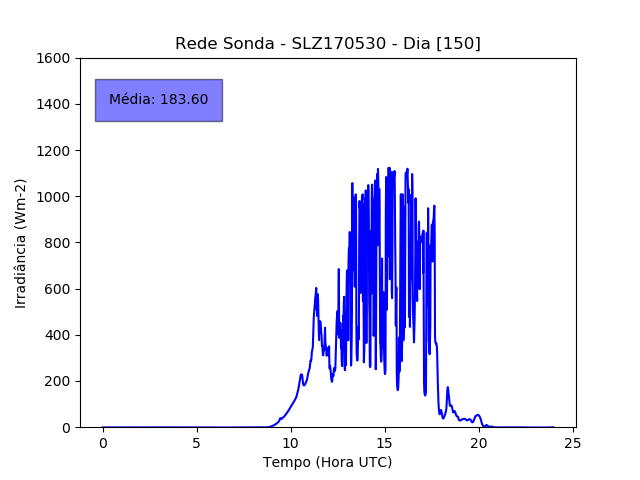 Rede Sonda - SLZ170530 - Dia [150]
1600
1400
1200
1000
800
600
400
200
0
Média: 183.60
Irradiância (Wm-2)
0 5 10 15 20 25
Tempo (Hora UTC)